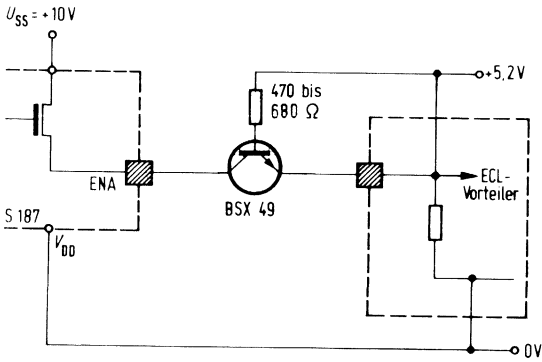 U_SS = +10V
470 bis
680 Ω
+5,2V
ENA
BSX 49
ECL-
Vorteiler
S 187
V_DD
0V